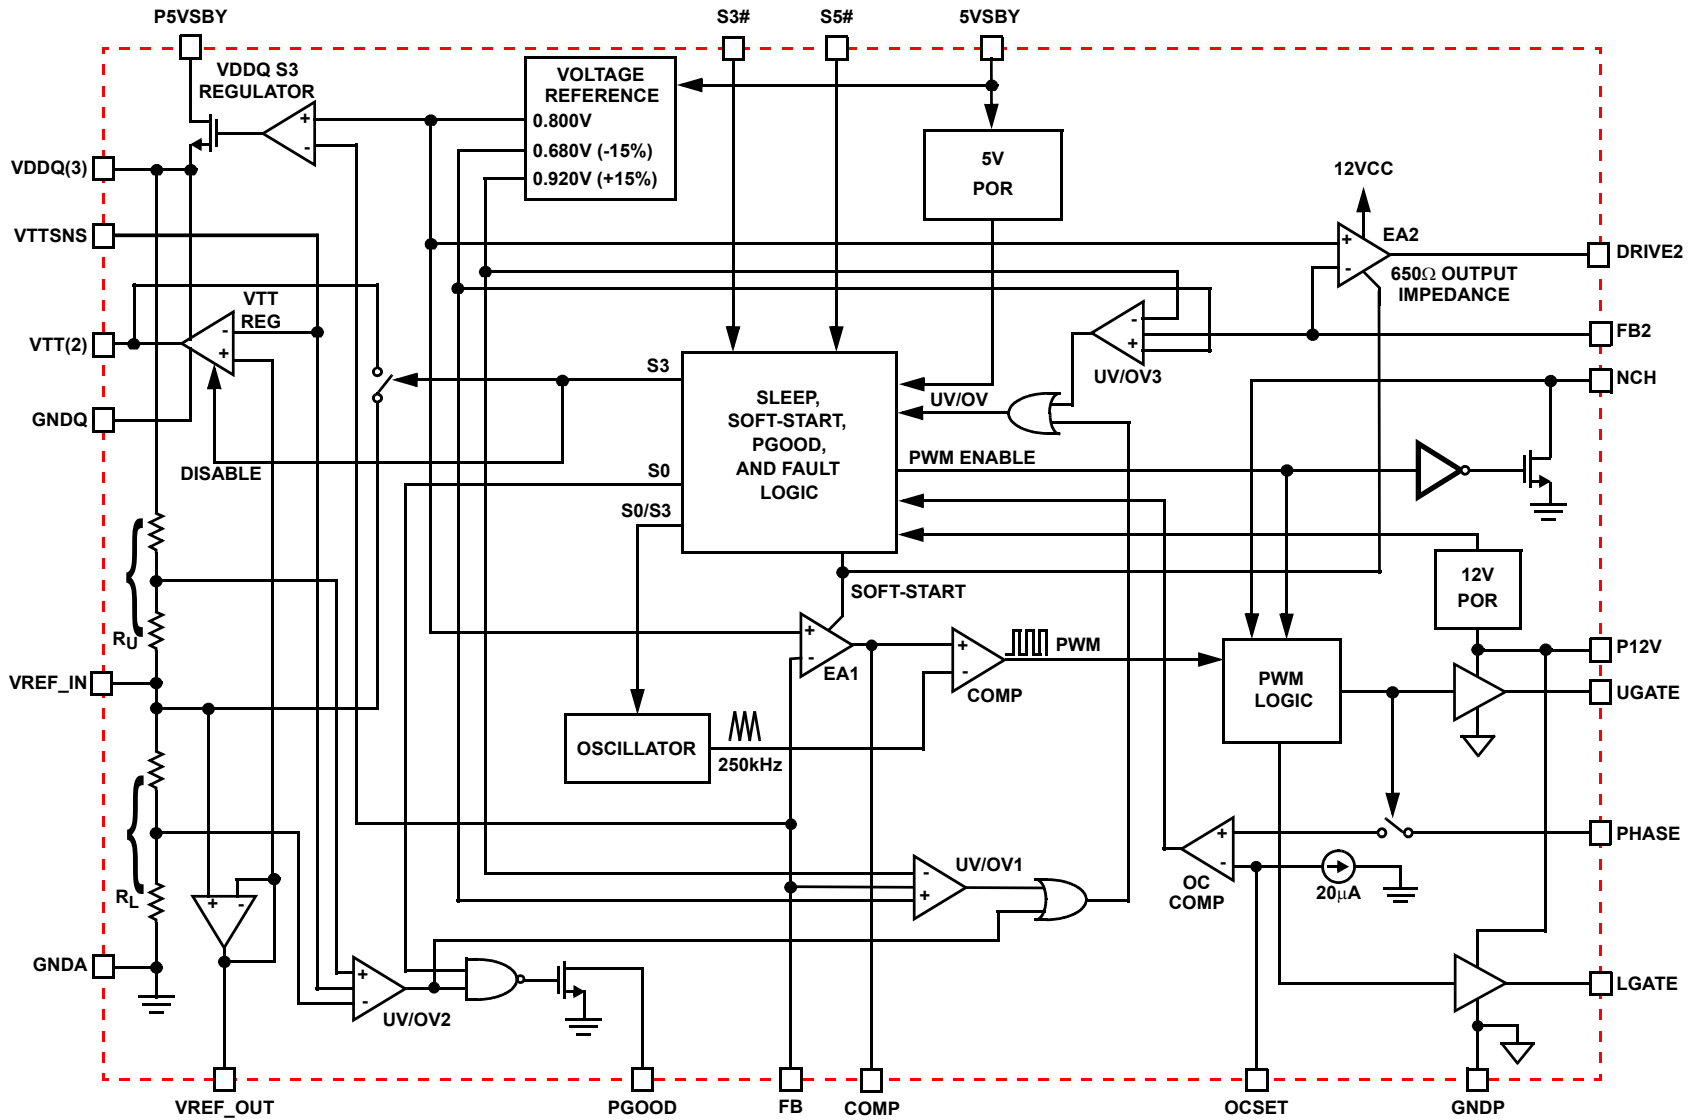 P5VSBY
S3#
S5#
5VSBY
VDDQ S3
REGULATOR
VOLTAGE
REFERENCE
0.800V
0.680V (-15%)
0.920V (+15%)
5V
POR
12VCC
VDDQ(3)
VTTSNS
EA2
DRIVE2
650Ω OUTPUT
IMPEDANCE
VTT
REG
VTT(2)
FB2
UV/OV3
NCH
S3
SLEEP,
SOFT-START,
PGOOD,
AND FAULT
LOGIC
UV/OV
GNDQ
DISABLE
S0
PWM ENABLE
S0/S3
SOFT-START
12V
POR
RU
EA1
COMP
PWM
P12V
VREF_IN
PWM
LOGIC
UGATE
OSCILLATOR
250kHz
PHASE
UV/OV1
OC
COMP
20µA
RL
GNDA
UV/OV2
LGATE
VREF_OUT
PGOOD
FB
COMP
OCSET
GNDP